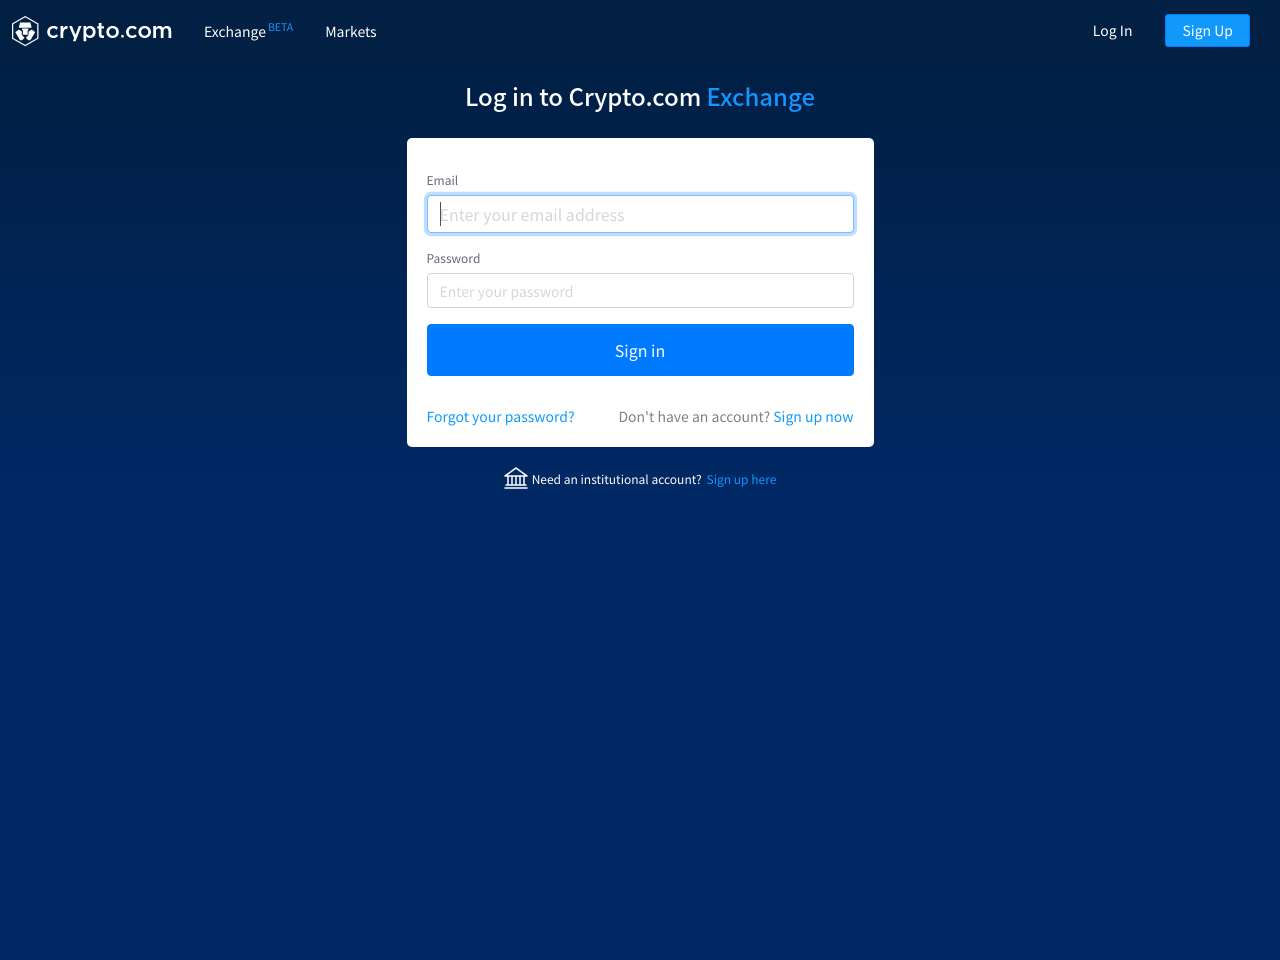 crypto.com
Exchange BETA
Markets
Log In
Sign Up
Log in to Crypto.com Exchange
Email
Enter your email address
Password
Enter your password
Sign in
Forgot your password?
Don't have an account? Sign up now
Need an institutional account? Sign up here